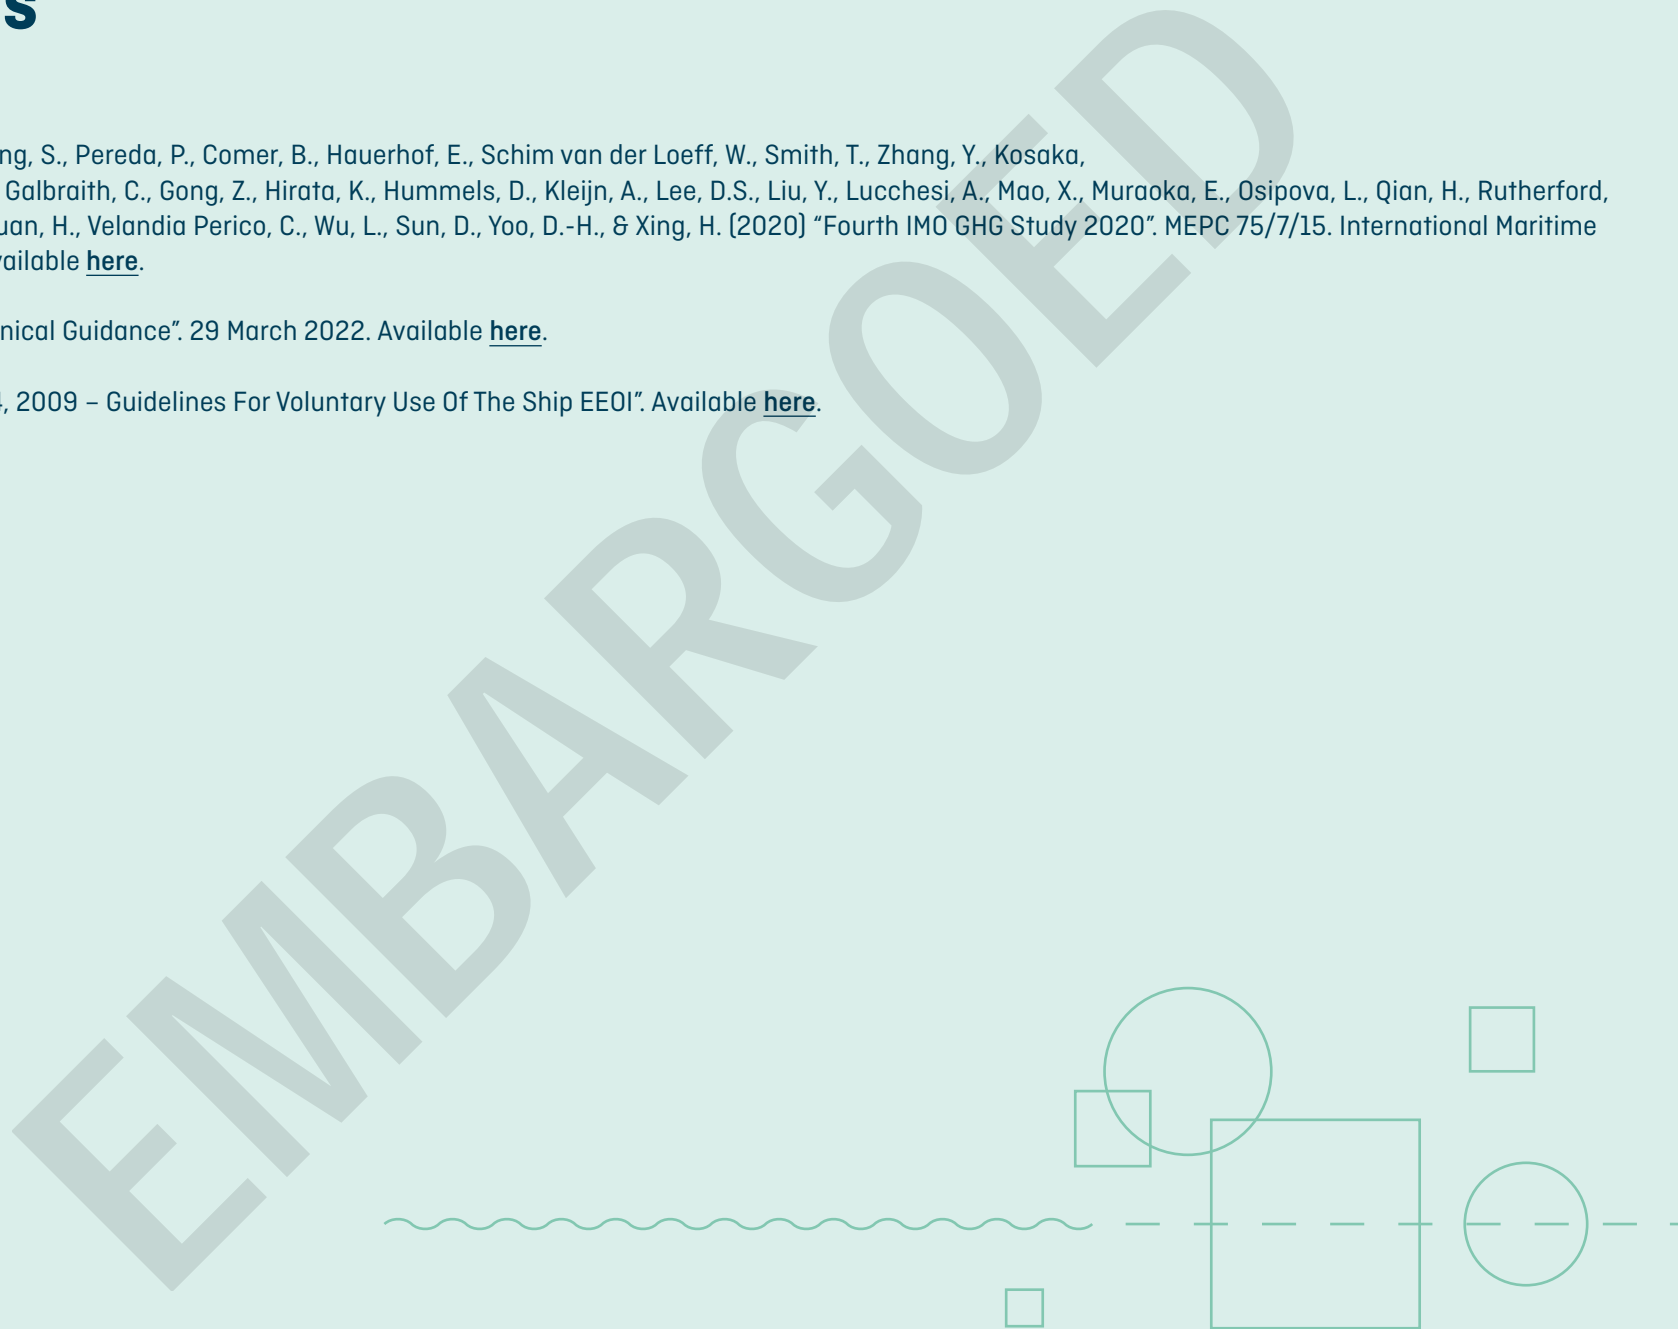 s
ng, S., Pereda, P., Comer, B., Hauerhof, E., Schim van der Loeff, W., Smith, T., Zhang, Y., Kosaka,
Galbraith, C., Gong, Z., Hirata, K., Hummels, D., Kleijn, A., Lee, D.S., Liu, Y., Lucchesi, A., Mao, X., Muraoka, E., Osipova, L., Qian, H., Rutherford,
uan, H., Velandia Perico, C., Wu, L., Sun, D., Yoo, D.-H., & Xing, H. (2020) “Fourth IMO GHG Study 2020”. MEPC 75/7/15. International Maritime
vailable here.
nical Guidance”. 29 March 2022. Available here.
, 2009 – Guidelines For Voluntary Use Of The Ship EEOI”. Available here.
EMBARGOED